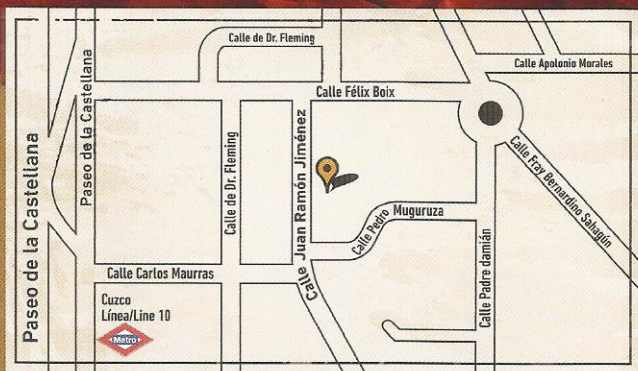 Calle de Dr. Fleming
Calle Apolonio Morales
Calle Félix Boix
Paseo de la Castellana
Paseo de la Castellana
Calle de Dr. Fleming
Calle Juan Ramón Jiménez
Calle Fray Bernardino Sahagún
Calle Pedro Muguruza
Calle Padre damián
Calle Carlos Maurras
Cuzco
Línea/Line 10
Metro